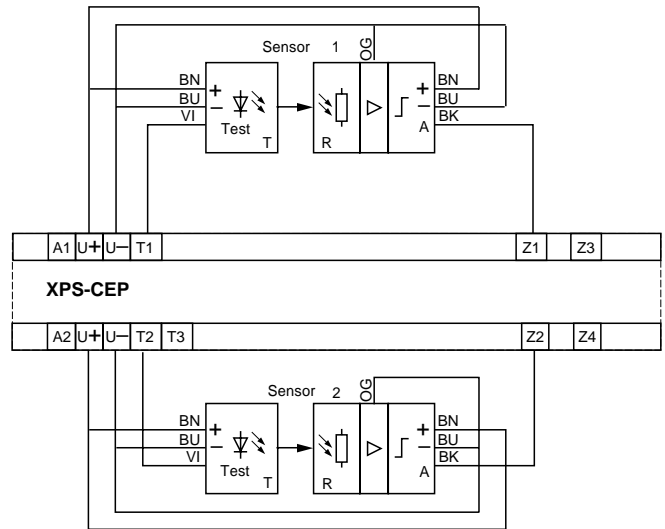 Sensor 1 OG
BN + + BN
BU − − BU
VI Test A BK
T R
A1 U+ U− T1 Z1 Z3
XPS-CEP
A2 U+ U− T2 T3 Z2 Z4
Sensor 2 OG
BN + + BN
BU − − BU
VI Test A BK
T R